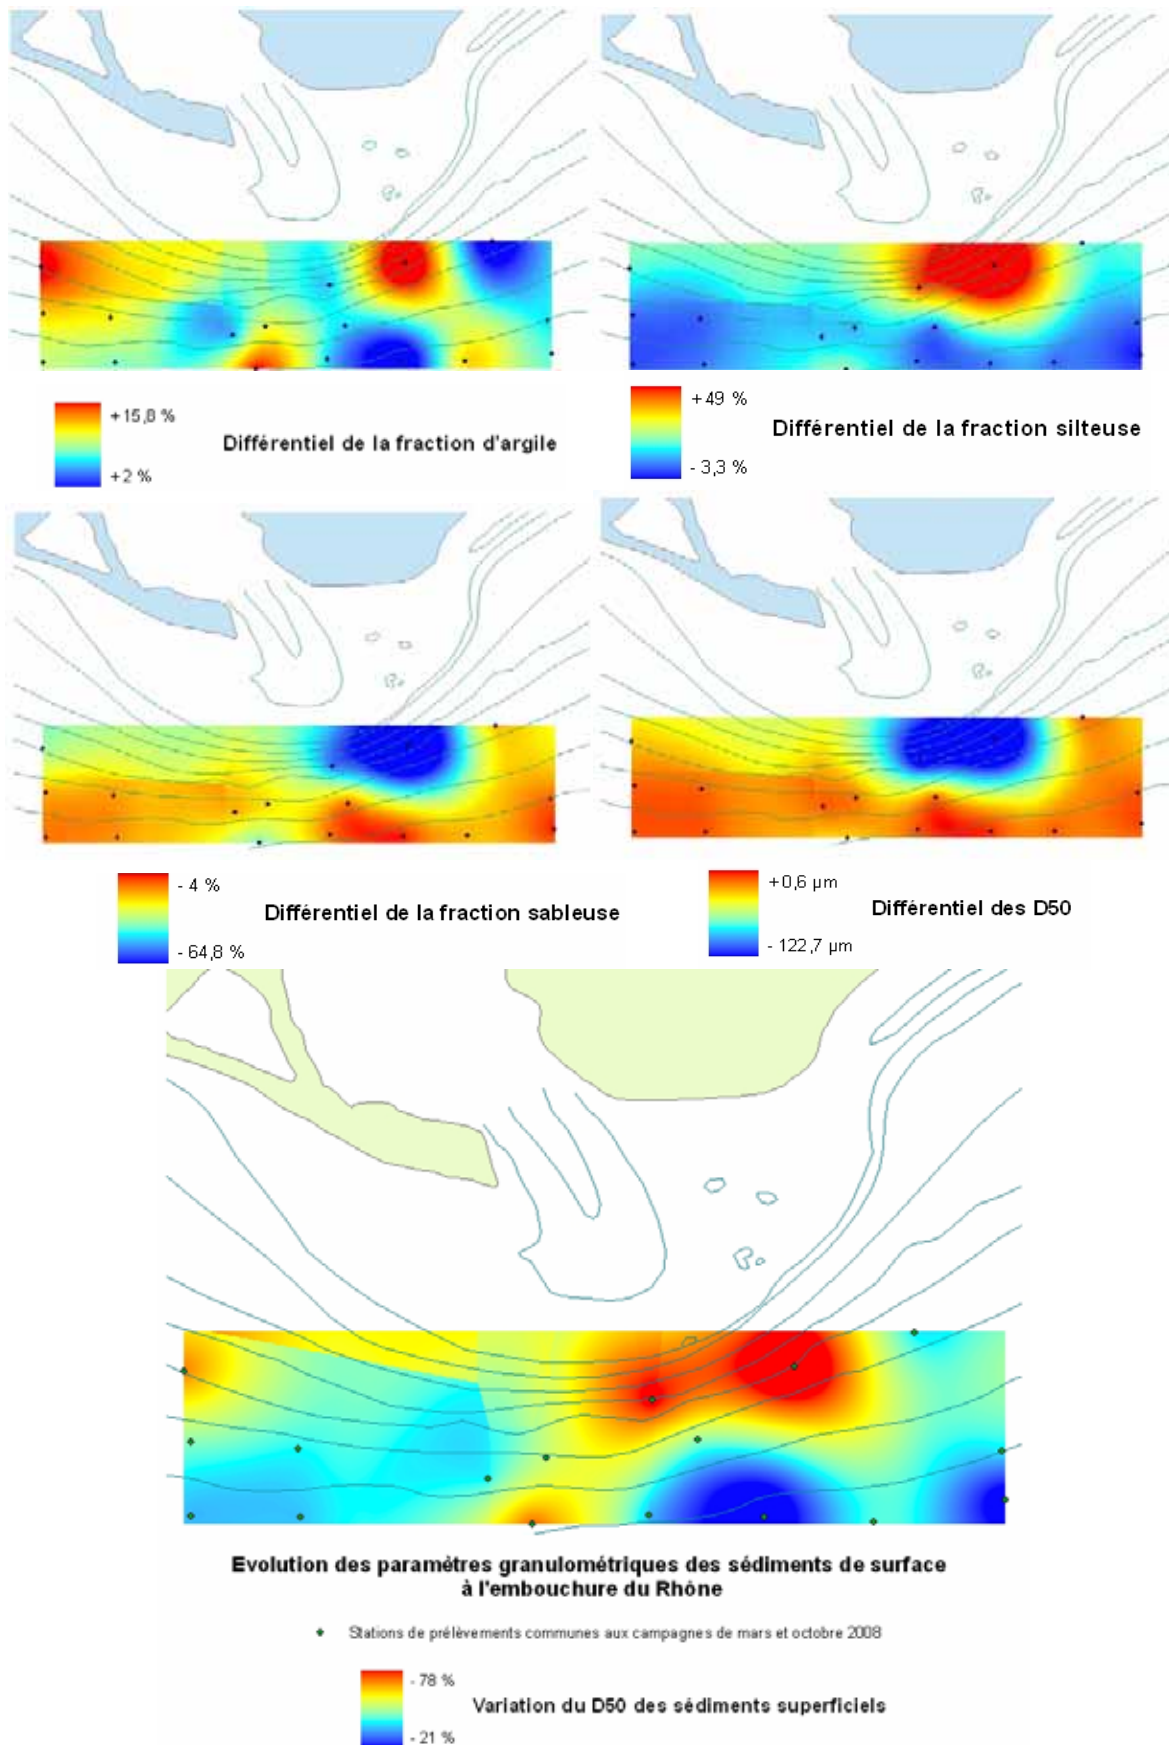 +15,8 %
+2 %
Différentiel de la fraction d'argile
+49 %
- 3,3 %
Différentiel de la fraction silteuse
- 4 %
- 64,8 %
Différentiel de la fraction sableuse
+0,6 µm
- 122,7 µm
Différentiel des D50
Evolution des paramètres granulométriques des sédiments de surface
à l'embouchure du Rhône
Stations de prélèvements communes aux campagnes de mars et octobre 2008
- 78 %
- 21 %
Variation du D50 des sédiments superficiels